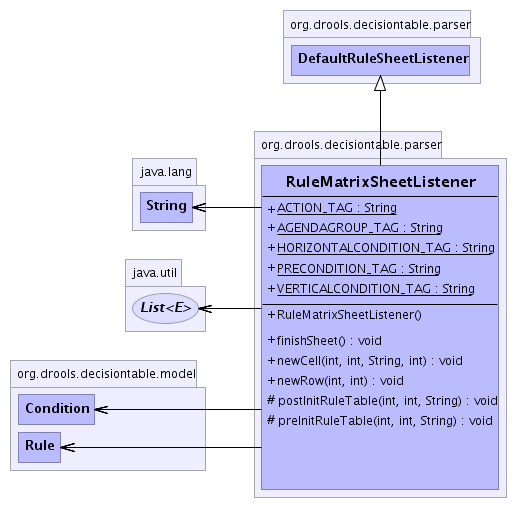 org.drools.decisiontable.parser
DefaultRuleSheetListener
org.drools.decisiontable.parser
RuleMatrixSheetListener
+ ACTION_TAG : String
+ AGENDAGROUP_TAG : String
+ HORIZONTALCONDITION_TAG : String
+ PRECONDITION_TAG : String
+ VERTICALCONDITION_TAG : String
+ RuleMatrixSheetListener()
+ finishSheet() : void
+ newCell(int, int, String, int) : void
+ newRow(int, int) : void
# postInitRuleTable(int, int, String) : void
# preInitRuleTable(int, int, String) : void
java.lang
String
java.util
List<E>
org.drools.decisiontable.model
Condition
Rule